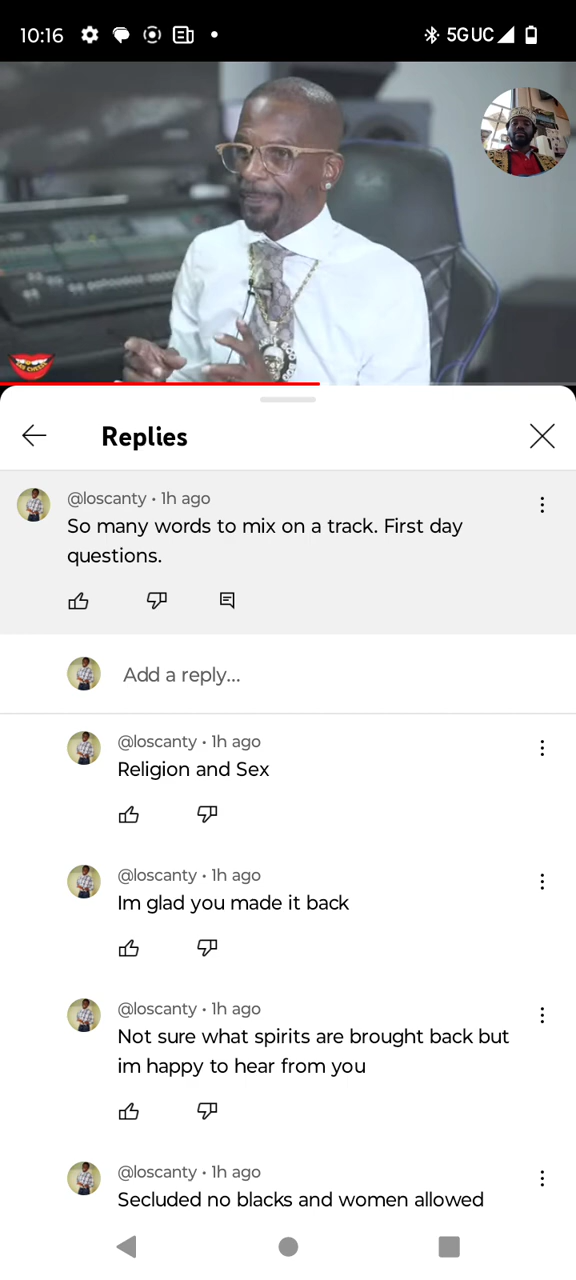 10:16
5G UC
Replies
@loscanty • 1h ago
So many words to mix on a track. First day
questions.
Add a reply...
@loscanty • 1h ago
Religion and Sex
@loscanty • 1h ago
Im glad you made it back
@loscanty • 1h ago
Not sure what spirits are brought back but
im happy to hear from you
@loscanty • 1h ago
Secluded no blacks and women allowed